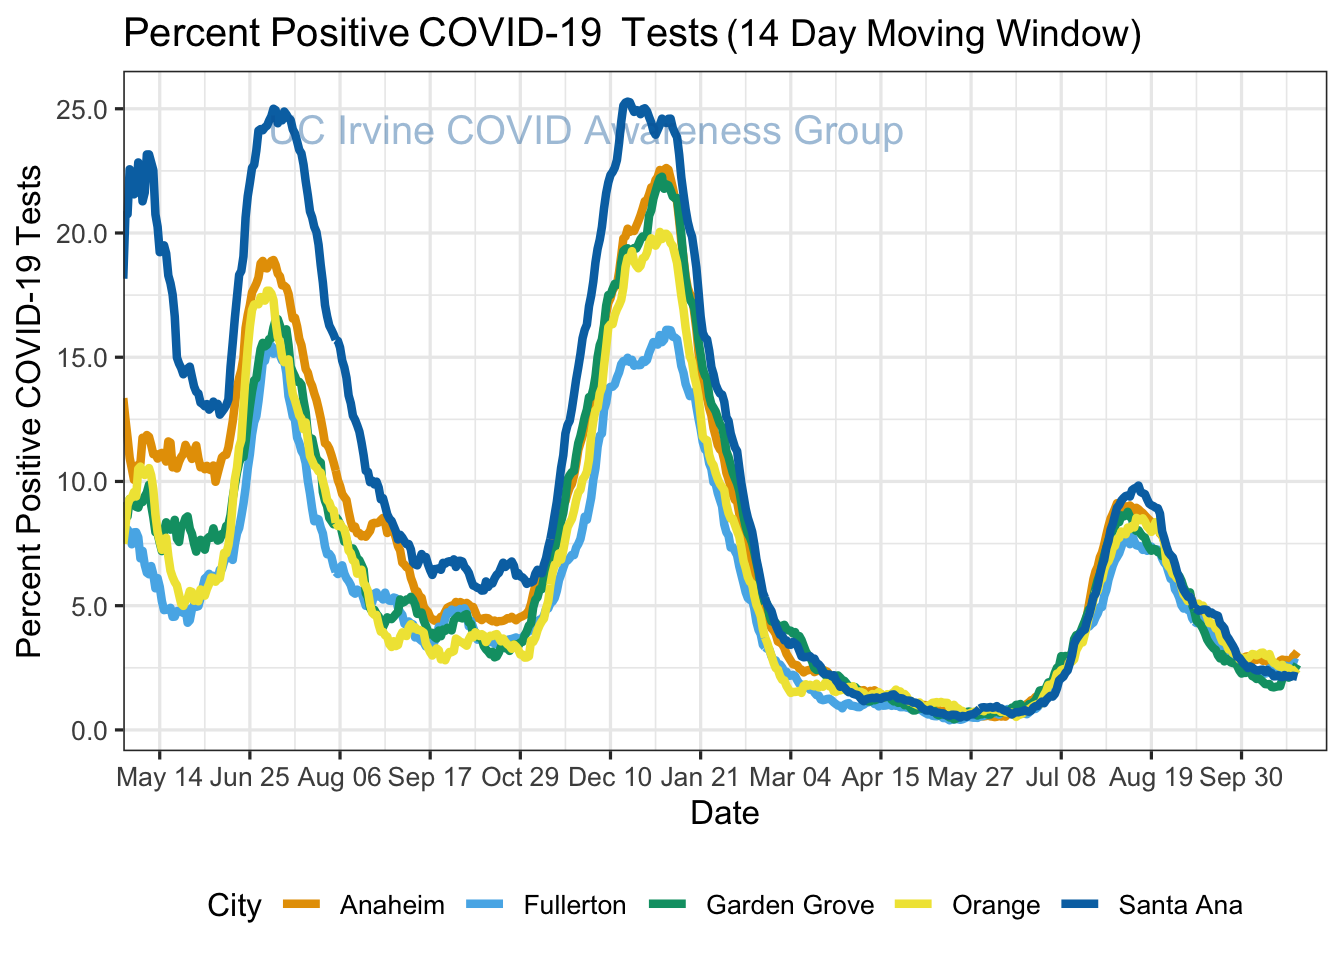 Percent Positive COVID-19 Tests (14 Day Moving Window)
UC Irvine COVID Awareness Group
Percent Positive COVID-19 Tests
25.0
20.0
15.0
10.0
5.0
0.0
May 14 Jun 25 Aug 06 Sep 17 Oct 29 Dec 10 Jan 21 Mar 04 Apr 15 May 27 Jul 08 Aug 19 Sep 30
Date
City Anaheim Fullerton Garden Grove Orange Santa Ana